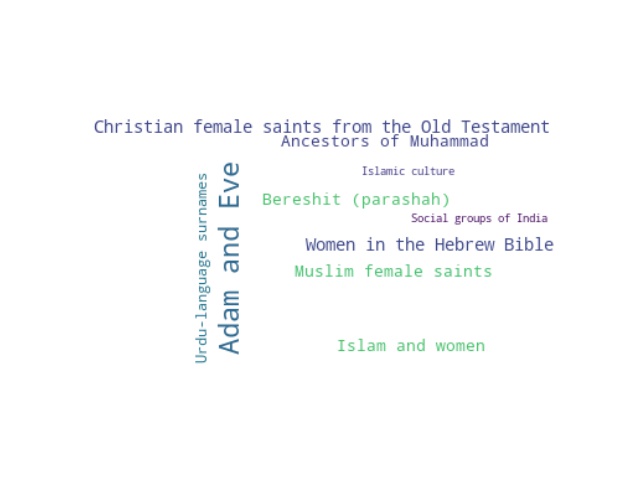 Christian female saints from the Old Testament
Ancestors of Muhammad
Islamic culture
Bereshit (parashah)
Social groups of India
Women in the Hebrew Bible
Muslim female saints
Islam and women
Urdu-language surnames
Adam and Eve